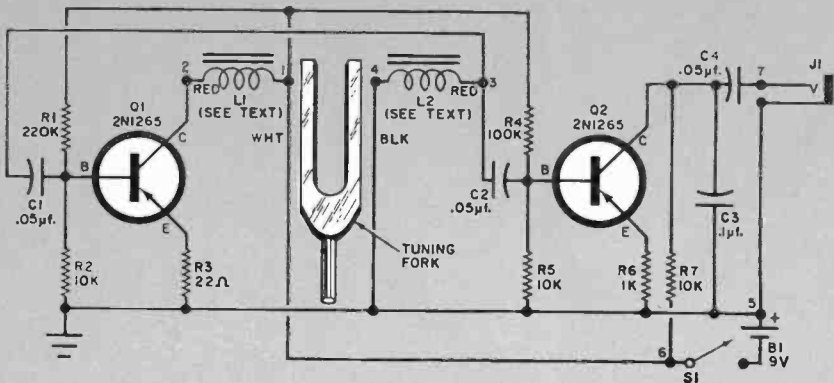 Q1
2N1265
R1
220K
B
C
E
C1
.05µf.
R2
10K
R3
22Ω
2
1
RED
L1
(SEE TEXT)
WHT
4
3
RED
L2
(SEE TEXT)
BLK
TUNING
FORK
R4
100K
C2
.05µf.
Q2
2N1265
B
C
E
R5
10K
R6
1K
R7
10K
C4
.05µf.
7
J1
C3
.1µf.
5
+
B1
9V
6
S1